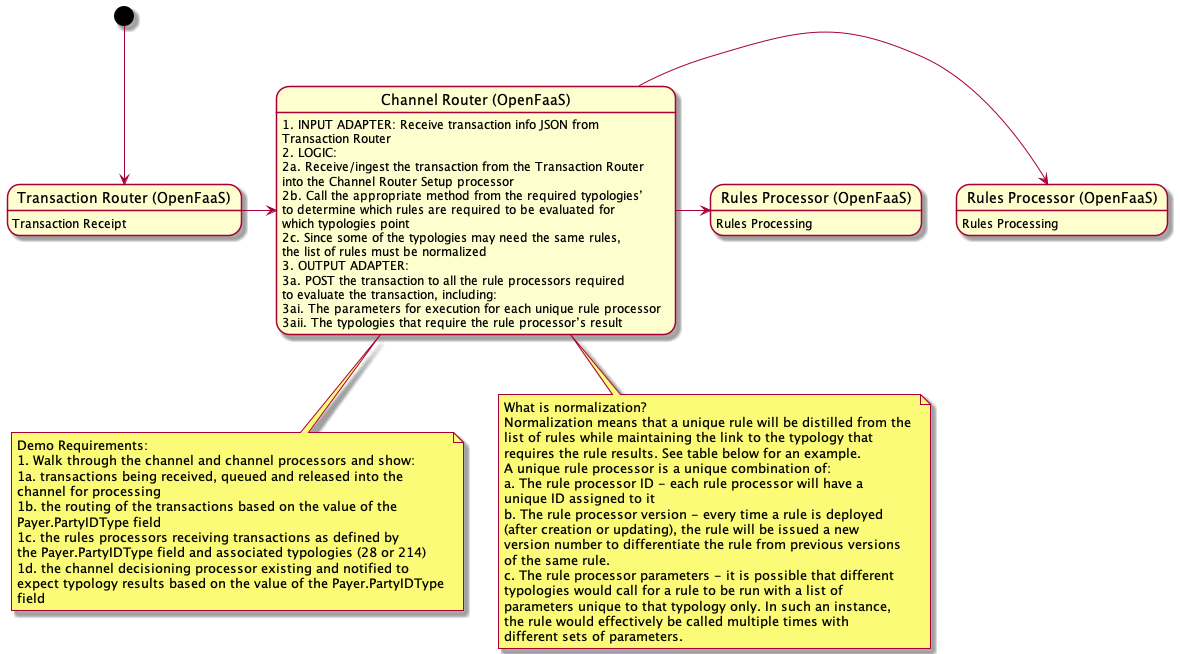 Channel Router (OpenFaaS)
1. INPUT ADAPTER: Receive transaction info JSON from
Transaction Router
2. LOGIC:
2a. Receive/ingest the transaction from the Transaction Router
into the Channel Router Setup processor
2b. Call the appropriate method from the required typologies’
to determine which rules are required to be evaluated for
which typologies point
2c. Since some of the typologies may need the same rules,
the list of rules must be normalized
3. OUTPUT ADAPTER:
3a. POST the transaction to all the rule processors required
to evaluate the transaction, including:
3ai. The parameters for execution for each unique rule processor
3aii. The typologies that require the rule processor’s result
Transaction Router (OpenFaaS)
Transaction Receipt
Rules Processor (OpenFaaS)
Rules Processing
Rules Processor (OpenFaaS)
Rules Processing
Demo Requirements:
1. Walk through the channel and channel processors and show:
1a. transactions being received, queued and released into the
channel for processing
1b. the routing of the transactions based on the value of the
Payer.PartyIDType field
1c. the rules processors receiving transactions as defined by
the Payer.PartyIDType field and associated typologies (28 or 214)
1d. the channel decisioning processor existing and notified to
expect typology results based on the value of the Payer.PartyIDType
field
What is normalization?
Normalization means that a unique rule will be distilled from the
list of rules while maintaining the link to the typology that
requires the rule results. See table below for an example.
A unique rule processor is a unique combination of:
a. The rule processor ID – each rule processor will have a
unique ID assigned to it
b. The rule processor version – every time a rule is deployed
(after creation or updating), the rule will be issued a new
version number to differentiate the rule from previous versions
of the same rule.
c. The rule processor parameters – it is possible that different
typologies would call for a rule to be run with a list of
parameters unique to that typology only. In such an instance,
the rule would effectively be called multiple times with
different sets of parameters.